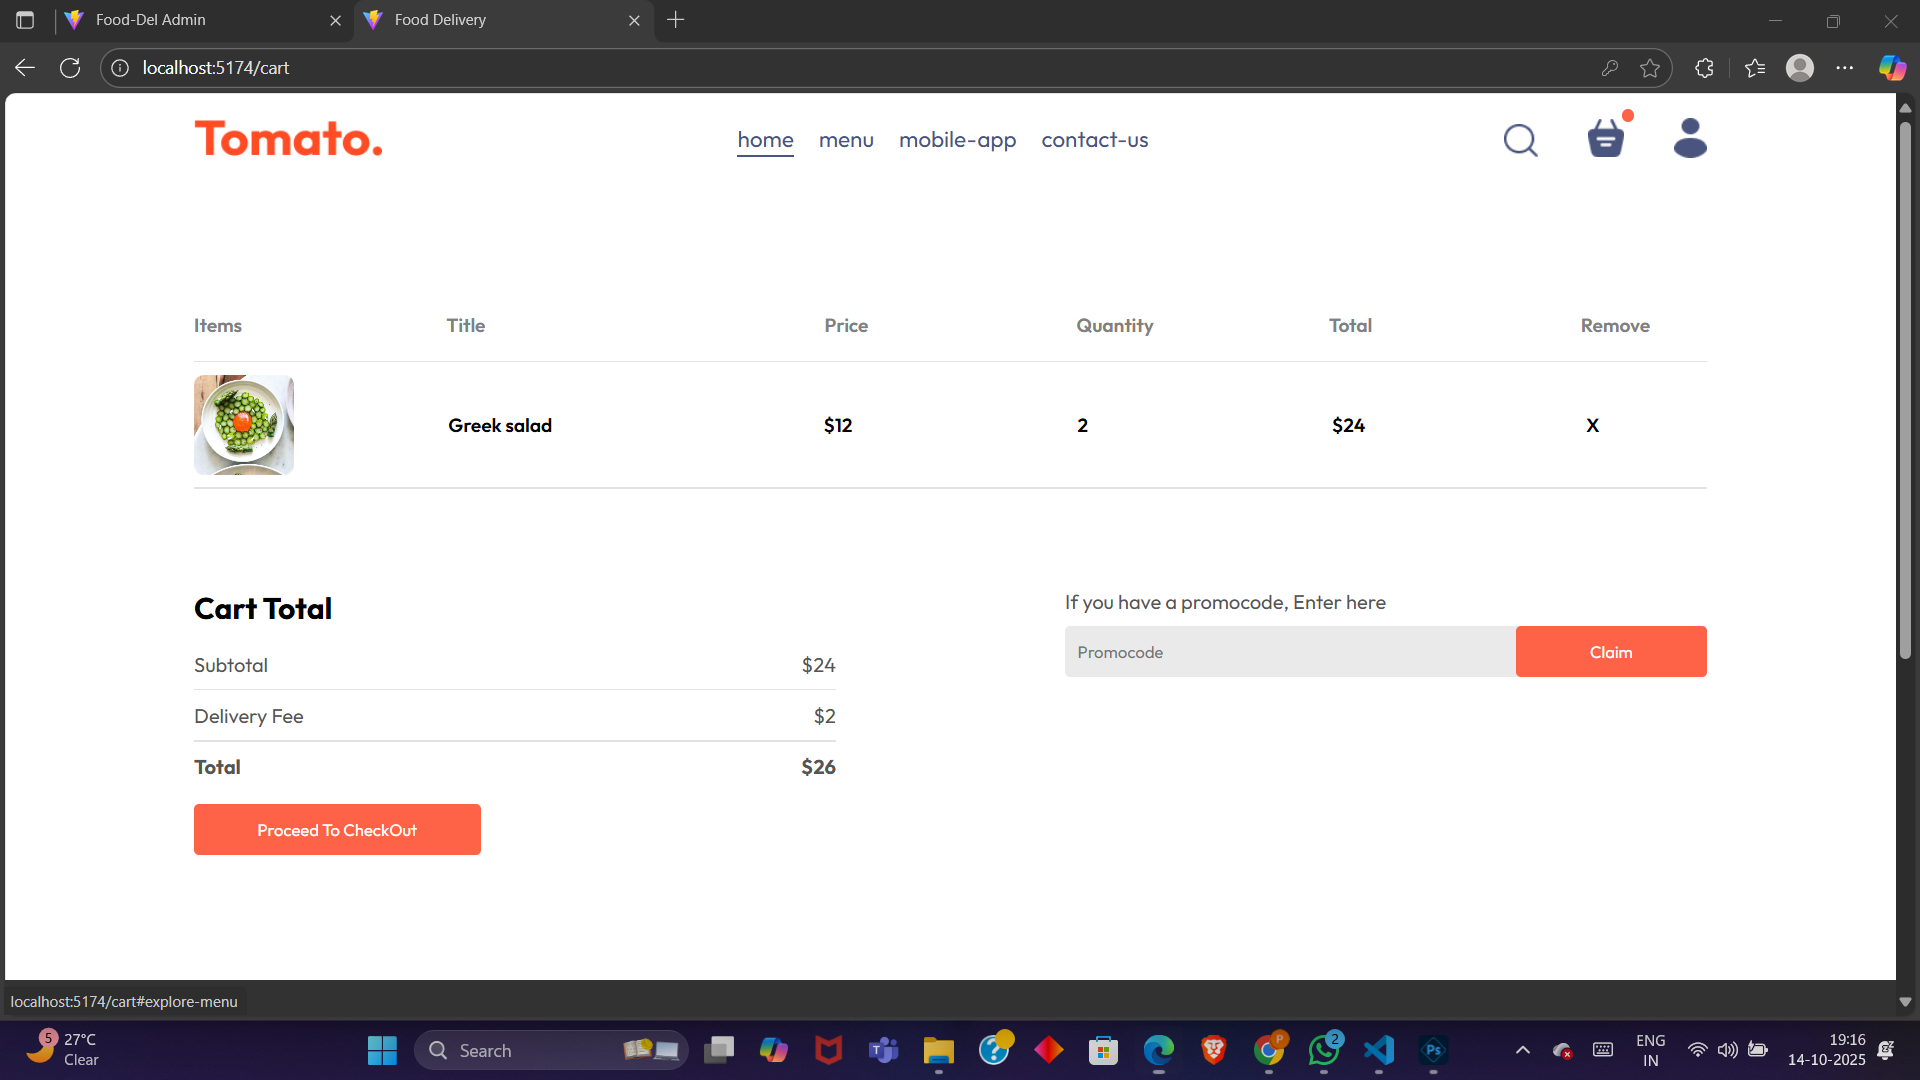 Food-Del Admin
Food Delivery
localhost:5174/cart
Tomato.
home menu mobile-app contact-us
Items Title Price Quantity Total Remove
Greek salad $12 2 $24 X
Cart Total
Subtotal $24
Delivery Fee $2
Total $26
Proceed To CheckOut
If you have a promocode, Enter here
Promocode Claim
localhost:5174/cart#explore-menu
5 27°C
Clear
Search
T
P
2
Ps
ENG
IN
19:16
14-10-2025